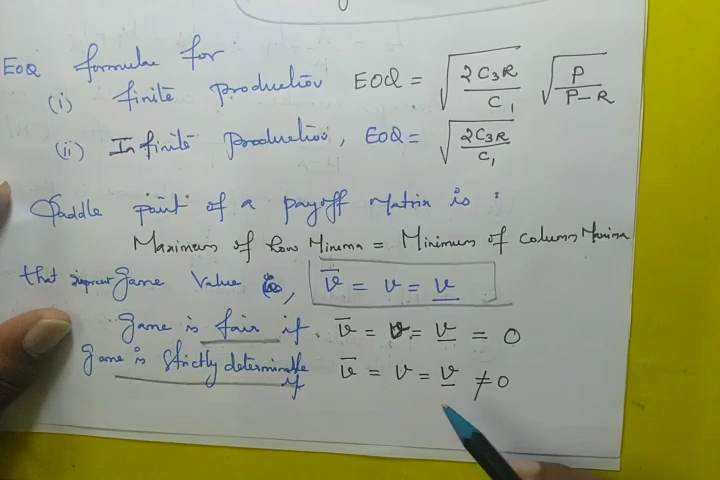 EOQ formulae for
(i) finite production EOQ = √(2C₃R / C₁) √(P / P-R)
(ii) Infinite production, EOQ = √(2C₃R / C₁)
Saddle point of a payoff Matrix is :
Maximum of Row Minima = Minimum of column Maxima
that Game Value is, v̅ = v = v̲
Game is fair if. v̅ = v = v̲ = 0
Game is strictly determinable if v̅ = v = v̲ ≠ 0